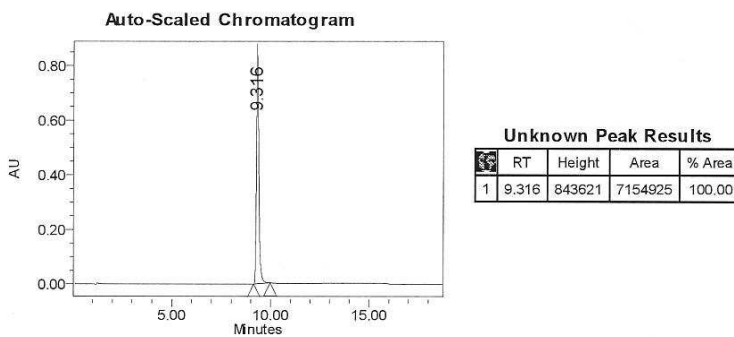 Auto-Scaled Chromatogram
0.80
0.60
0.40
0.20
0.00
AU
9.316
5.00 10.00 15.00
Minutes
Unknown Peak Results
RT Height Area % Area
1 9.316 843621 7154925 100.00